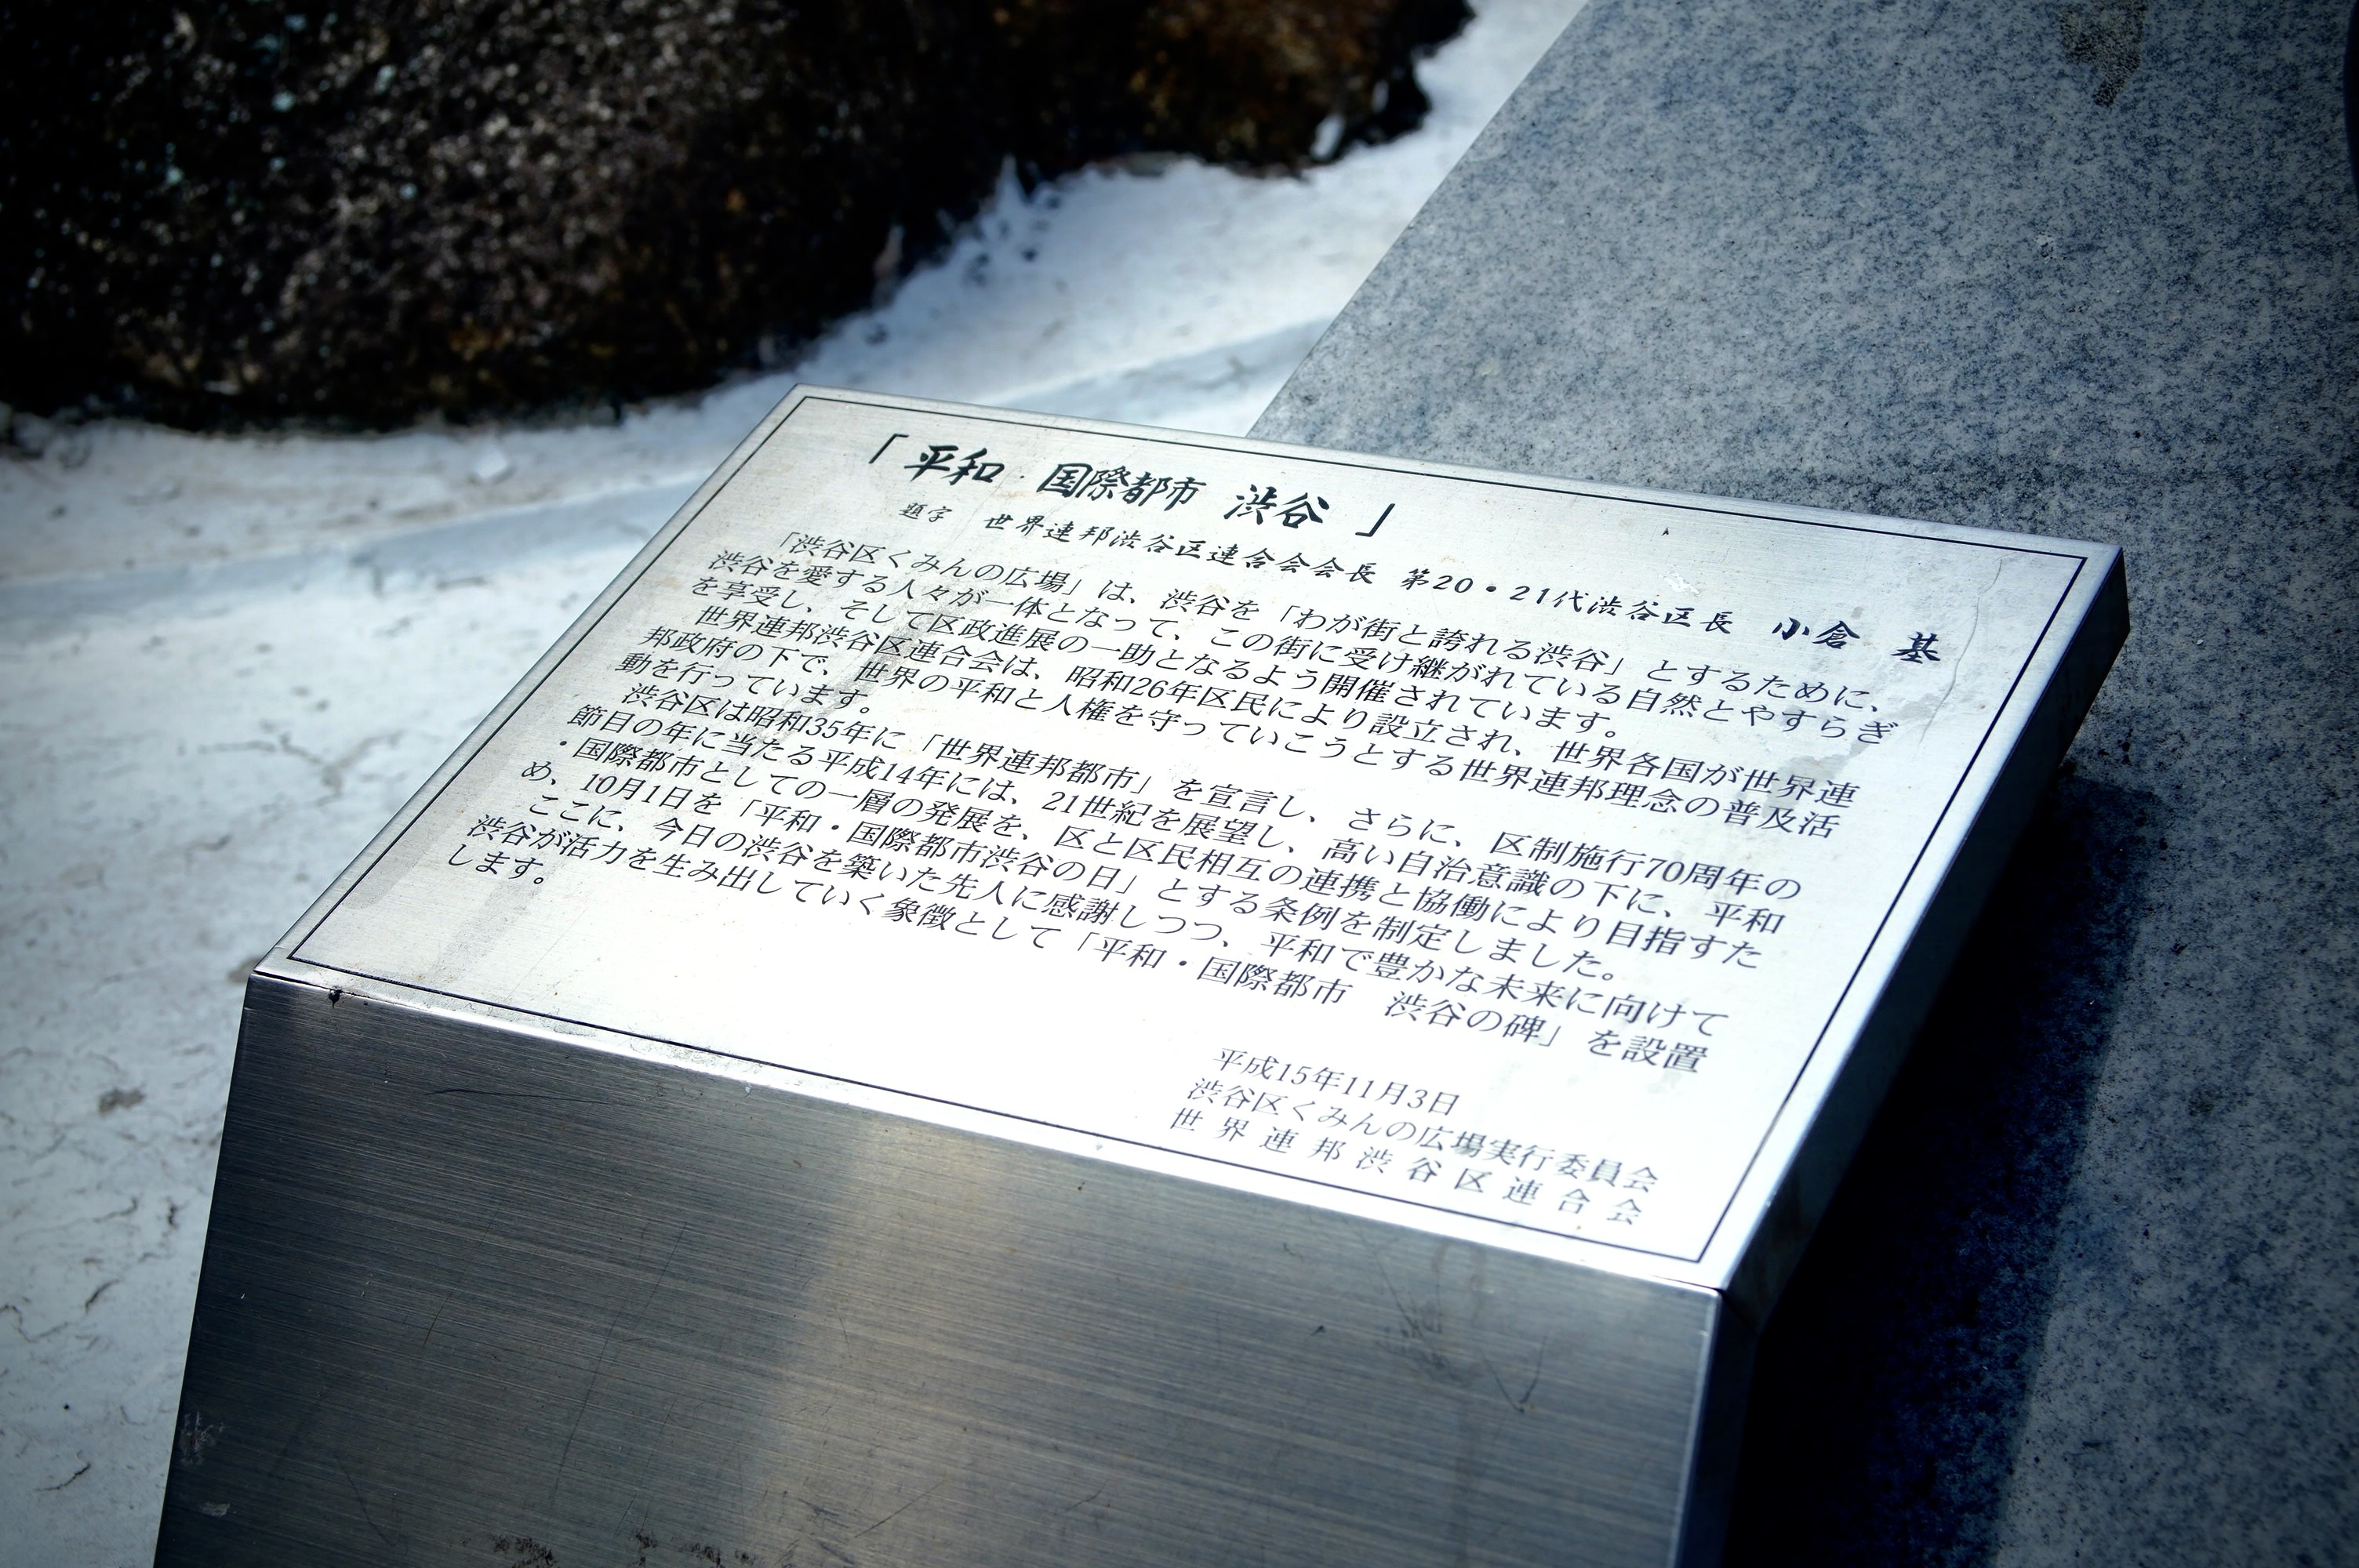 「平和・国際都市 渋谷」
題字 世界連邦渋谷区連合会会長 第20・21代渋谷区長 小倉 基
「渋谷区くみんの広場」は、渋谷を「わが街と誇れる渋谷」とするために、
渋谷を愛する人々が一体となって、この街に受け継がれている自然とやすらぎ
を享受し、そして区政進展の一助となるよう開催されています。
世界連邦渋谷区連合会は、昭和26年区民により設立され、世界各国が世界連
邦政府の下で、世界の平和と人権を守っていこうとする世界連邦理念の普及活
動を行っています。
渋谷区は昭和35年に「世界連邦都市」を宣言し、さらに、区制施行70周年の
節目の年に当たる平成14年には、21世紀を展望し、高い自治意識の下に、平和
・国際都市としての一層の発展を、区と区民相互の連携と協働により目指すた
め、10月1日を「平和・国際都市渋谷の日」とする条例を制定しました。
ここに、今日の渋谷を築いた先人に感謝しつつ、平和で豊かな未来に向けて
渋谷が活力を生み出していく象徴として「平和・国際都市 渋谷の碑」を設置
します。
平成15年11月3日
渋谷区くみんの広場実行委員会
世界連邦渋谷区連合会